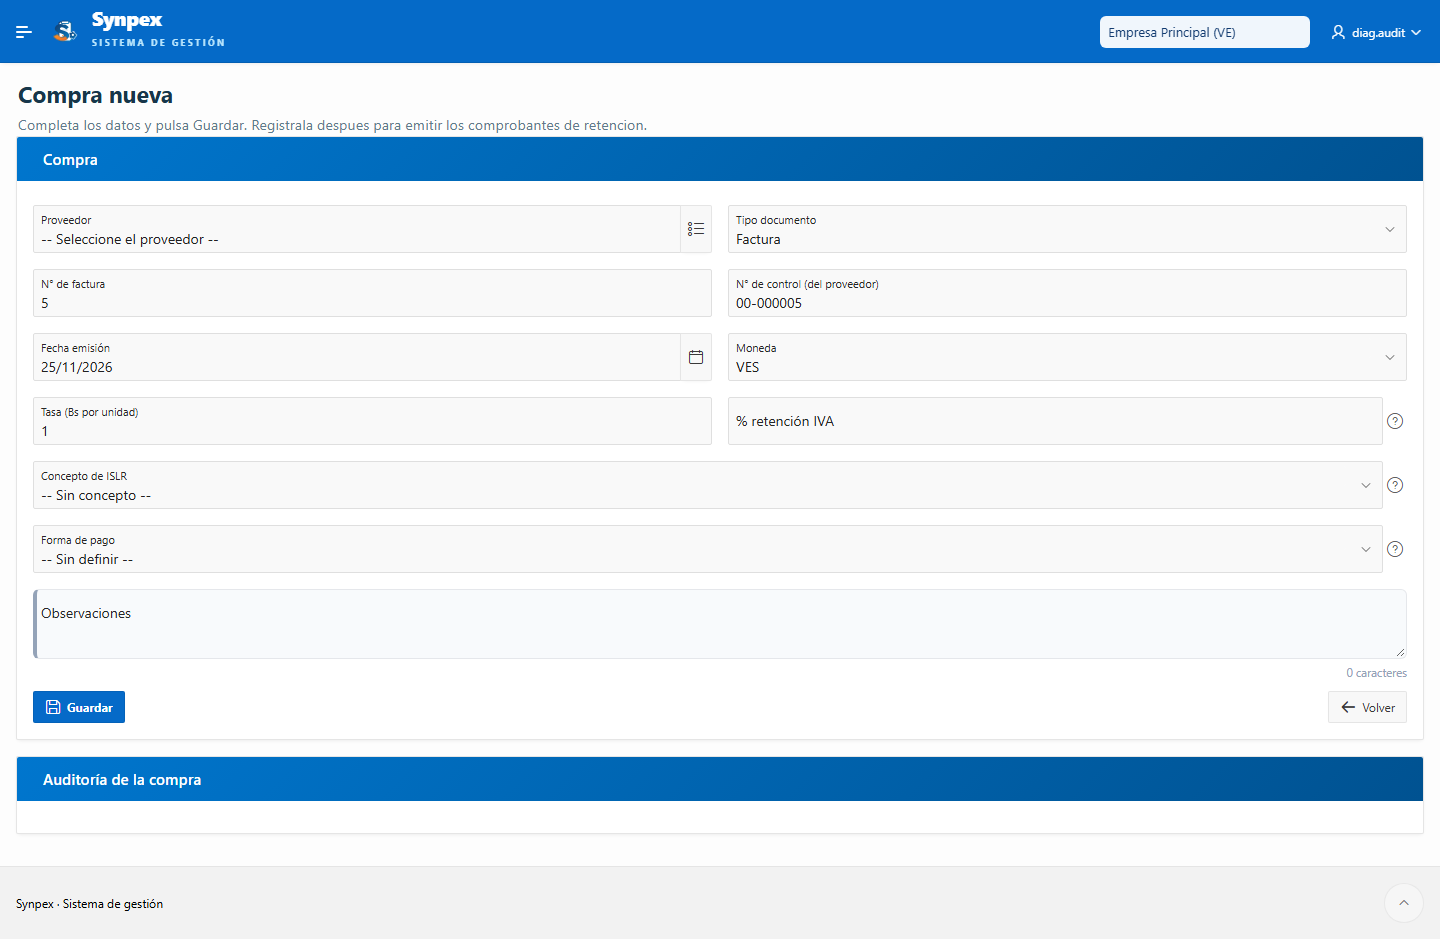 Synpex
SISTEMA DE GESTIÓN
Empresa Principal (VE)
diag.audit
Compra nueva
Completa los datos y pulsa Guardar. Registrala despues para emitir los comprobantes de retencion.
Compra
Proveedor
-- Seleccione el proveedor --
Tipo documento
Factura
N° de factura
5
N° de control (del proveedor)
00-000005
Fecha emisión
25/11/2026
Moneda
VES
Tasa (Bs por unidad)
1
% retención IVA
Concepto de ISLR
-- Sin concepto --
Forma de pago
-- Sin definir --
Observaciones
0 caracteres
Guardar
Volver
Auditoría de la compra
Synpex · Sistema de gestión